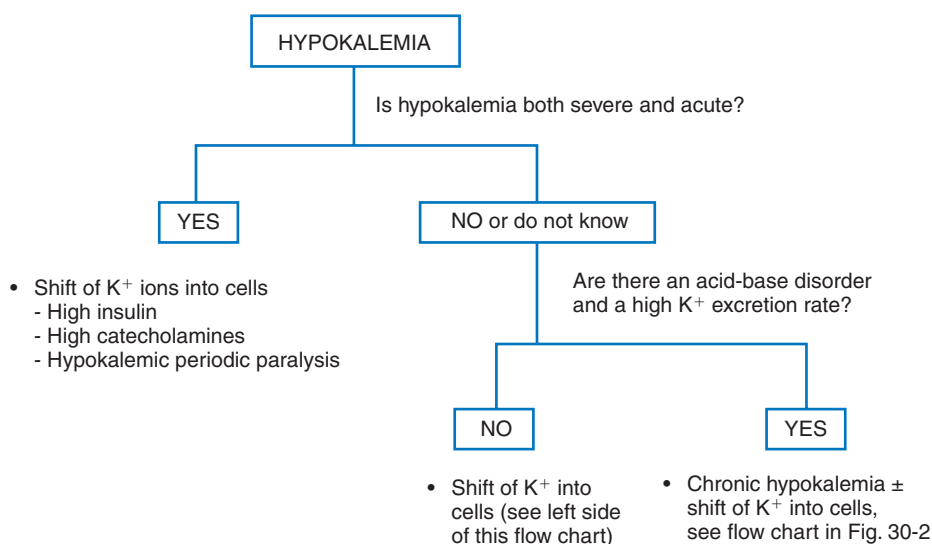 HYPOKALEMIA
Is hypokalemia both severe and acute?
YES
NO or do not know
• Shift of K+ ions into cells
- High insulin
- High catecholamines
- Hypokalemic periodic paralysis
Are there an acid-base disorder
and a high K+ excretion rate?
NO
YES
• Shift of K+ into
cells (see left side
of this flow chart)
• Chronic hypokalemia ±
shift of K+ into cells,
see flow chart in Fig. 30-2